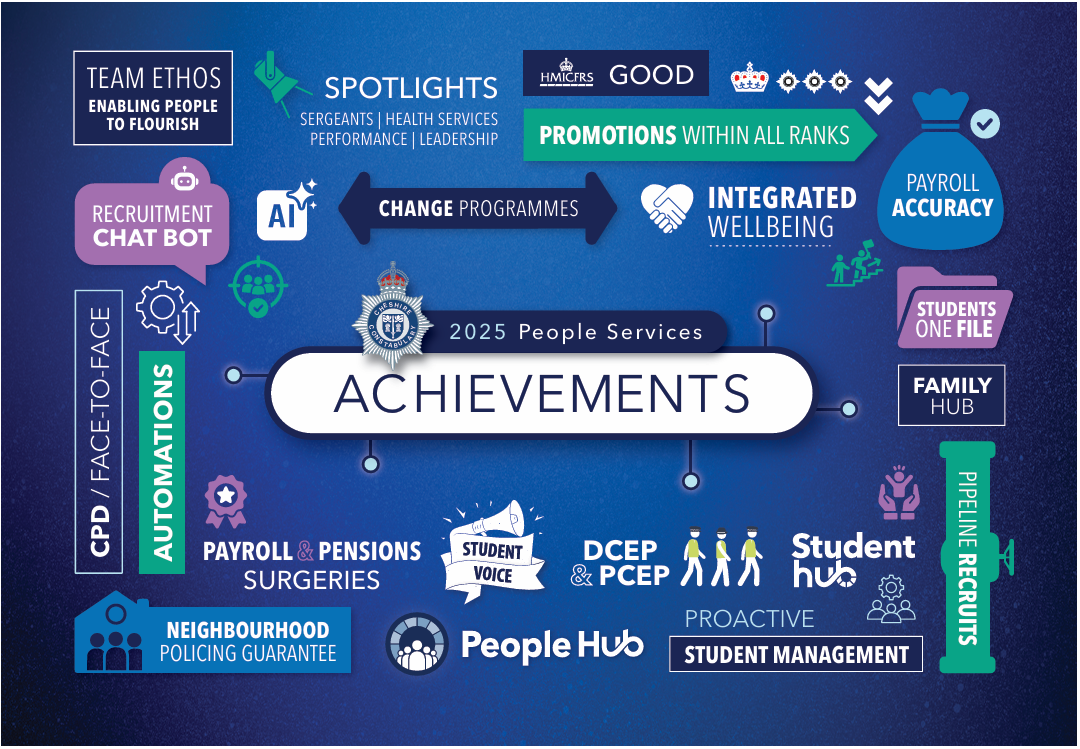 TEAM ETHOS
ENABLING PEOPLE
TO FLOURISH
SPOTLIGHTS
SERGEANTS | HEALTH SERVICES
PERFORMANCE | LEADERSHIP
HMICFRS GOOD
PROMOTIONS WITHIN ALL RANKS
PAYROLL
ACCURACY
RECRUITMENT
CHAT BOT
AI
CHANGE PROGRAMMES
INTEGRATED
WELLBEING
STUDENTS
ONE FILE
CHESHIRE
CONSTABULARY
2025 People Services
ACHIEVEMENTS
FAMILY
HUB
CPD / FACE-TO-FACE
AUTOMATIONS
PAYROLL & PENSIONS
SURGERIES
STUDENT
VOICE
DCEP
& PCEP
Student
hub
PIPELINE RECRUITS
NEIGHBOURHOOD
POLICING GUARANTEE
People Hub
PROACTIVE
STUDENT MANAGEMENT